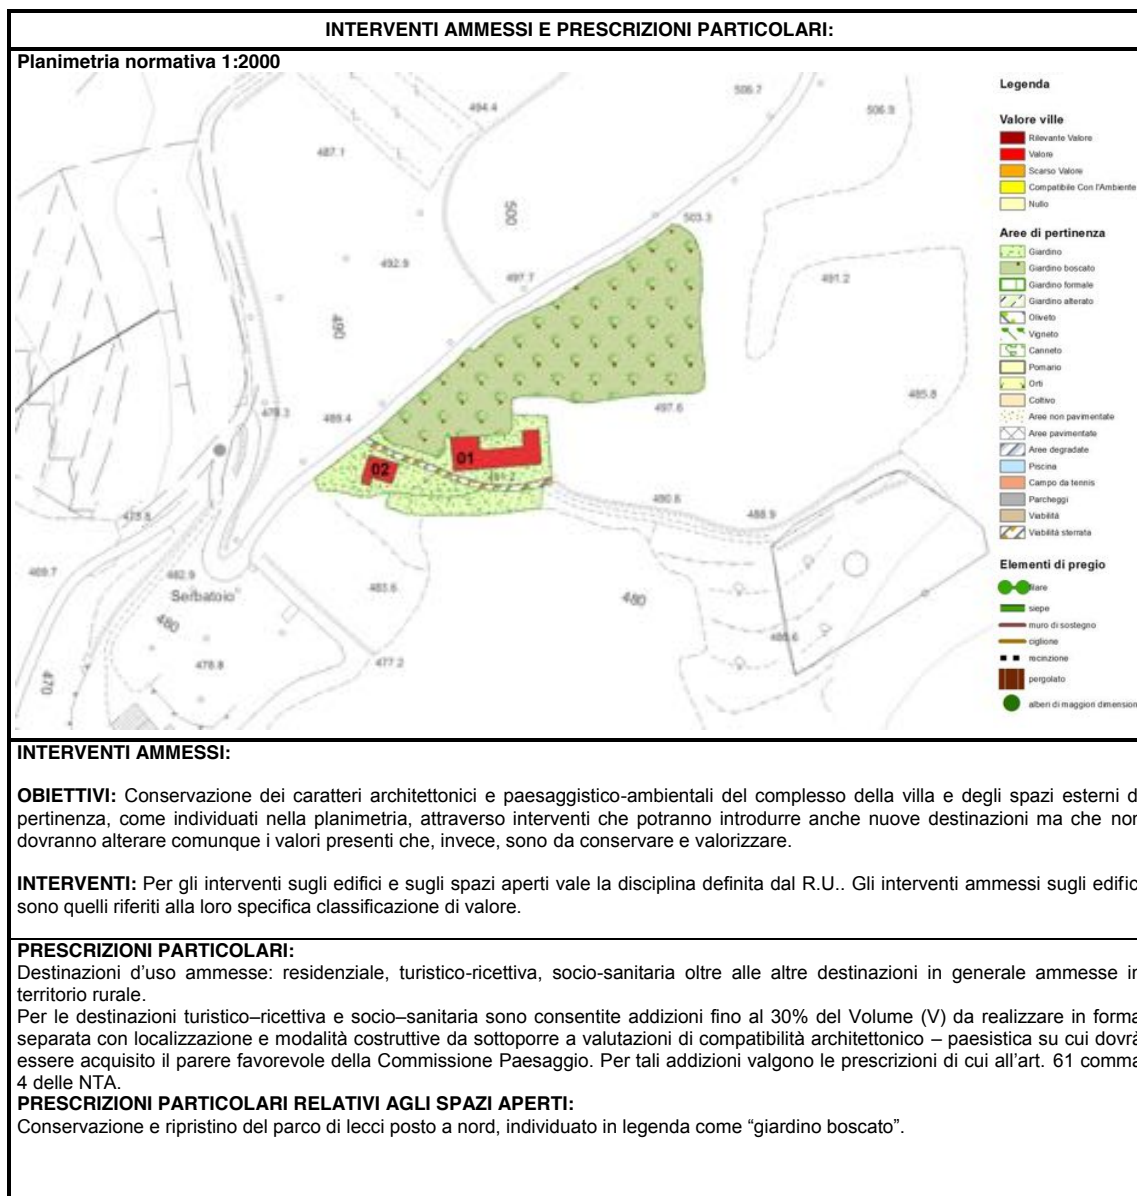 INTERVENTI AMMESSI E PRESCRIZIONI PARTICOLARI:
Planimetria normativa 1:2000
506.7
506.9
494.4
487.1
500
503.3
492.9
497.7
491.2
490
479.3
489.4
497.6
485.8
01
02
491.2
490.6
488.9
475.6
469.7
482.9
483.6
Serbatoio
480
480
478.8
477.2
470
Legenda
Valore ville
Rilevante Valore
Valore
Scarso Valore
Compatibile Con l'Ambiente
Nullo
Aree di pertinenza
Giardino
Giardino boscato
Giardino formale
Giardino alterato
Oliveto
Vigneto
Canneto
Pomario
Orti
Coltivo
Aree non pavimentate
Aree pavimentate
Aree degradate
Piscina
Campo da tennis
Parcheggi
Viabilità
Viabilità sterrata
Elementi di pregio
filare
siepe
muro di sostegno
ciglione
recinzione
pergolato
alberi di maggiori dimension
INTERVENTI AMMESSI:
OBIETTIVI: Conservazione dei caratteri architettonici e paesaggistico-ambientali del complesso della villa e degli spazi esterni d
pertinenza, come individuati nella planimetria, attraverso interventi che potranno introdurre anche nuove destinazioni ma che non
dovranno alterare comunque i valori presenti che, invece, sono da conservare e valorizzare.
INTERVENTI: Per gli interventi sugli edifici e sugli spazi aperti vale la disciplina definita dal R.U.. Gli interventi ammessi sugli edific
sono quelli riferiti alla loro specifica classificazione di valore.
PRESCRIZIONI PARTICOLARI:
Destinazioni d'uso ammesse: residenziale, turistico-ricettiva, socio-sanitaria oltre alle altre destinazioni in generale ammesse in
territorio rurale.
Per le destinazioni turistico–ricettiva e socio–sanitaria sono consentite addizioni fino al 30% del Volume (V) da realizzare in forma
separata con localizzazione e modalità costruttive da sottoporre a valutazioni di compatibilità architettonico – paesistica su cui dovrà
essere acquisito il parere favorevole della Commissione Paesaggio. Per tali addizioni valgono le prescrizioni di cui all'art. 61 comma
4 delle NTA.
PRESCRIZIONI PARTICOLARI RELATIVI AGLI SPAZI APERTI:
Conservazione e ripristino del parco di lecci posto a nord, individuato in legenda come “giardino boscato”.